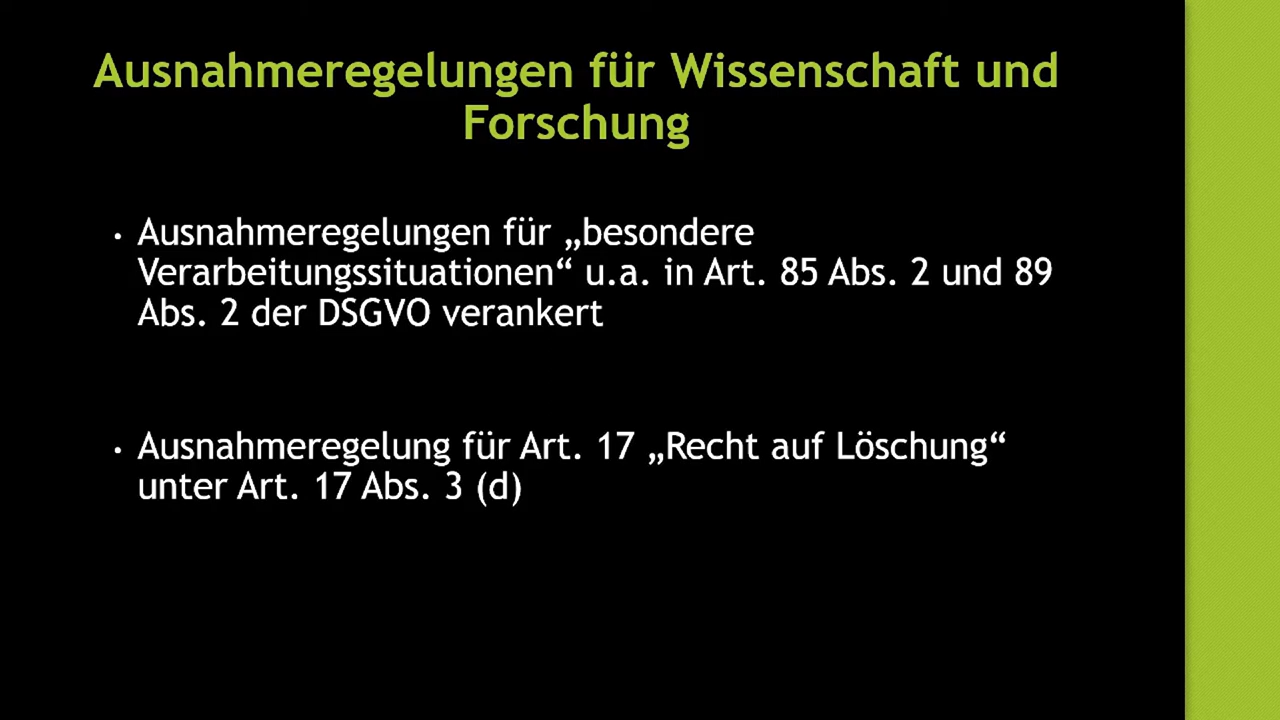 Ausnahmeregelungen für Wissenschaft und
Forschung
• Ausnahmeregelungen für „besondere
Verarbeitungssituationen“ u.a. in Art. 85 Abs. 2 und 89
Abs. 2 der DSGVO verankert
• Ausnahmeregelung für Art. 17 „Recht auf Löschung“
unter Art. 17 Abs. 3 (d)